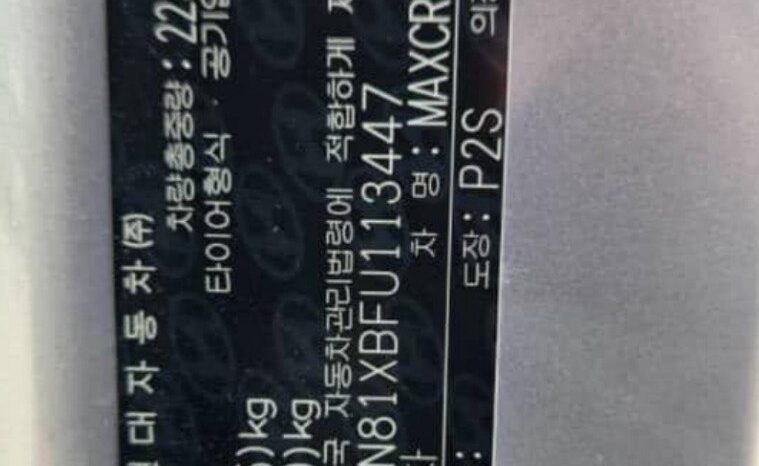 대자동차㈜
차량총중량 : 22
타이어형식 · 공기압
)kg
)kg
국 자동차관리법령에 적합하게 제
N81XBFU113447
차 명 : MAXCR
도장 : P2S